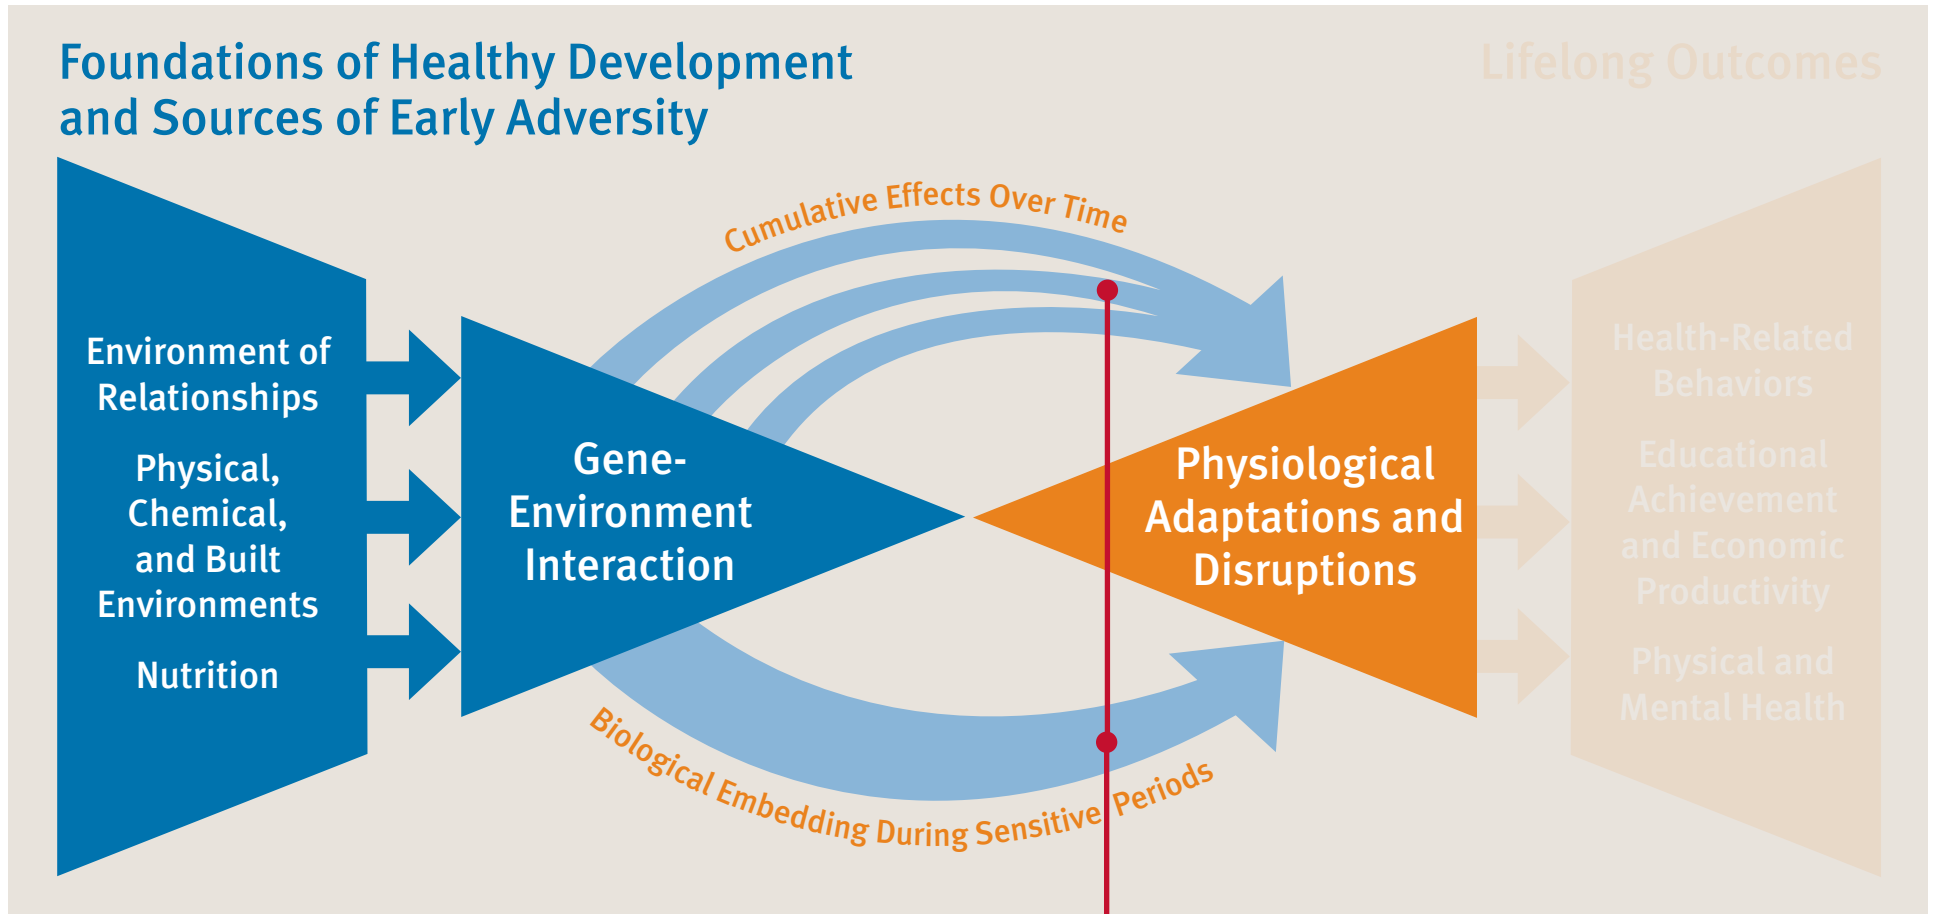 Foundations of Healthy Development
and Sources of Early Adversity
Lifelong Outcomes
Cumulative Effects Over Time
Environment of
Relationships
Physical,
Chemical,
and Built
Environments
Nutrition
Gene-
Environment
Interaction
Physiological
Adaptations and
Disruptions
Health-Related
Behaviors
Educational
Achievement
and Economic
Productivity
Physical and
Mental Health
Biological Embedding During Sensitive Periods